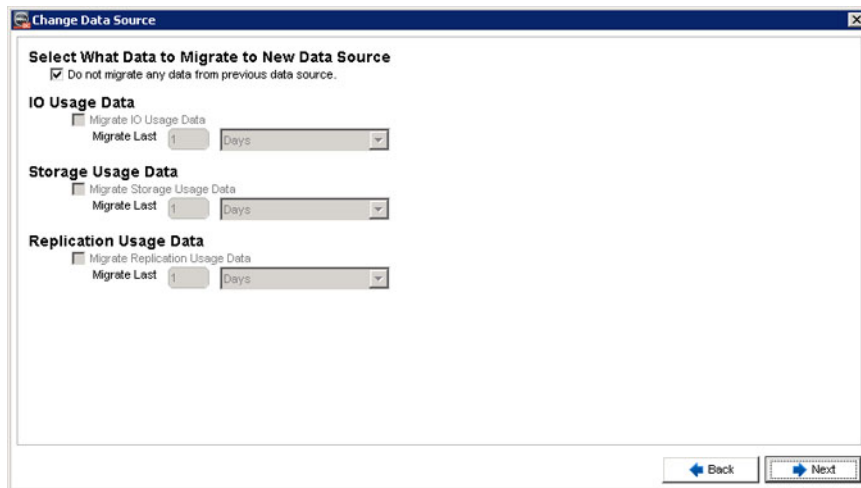 Change Data Source
Select What Data to Migrate to New Data Source
Do not migrate any data from previous data source.
IO Usage Data
Migrate IO Usage Data
Migrate Last 1 Days
Storage Usage Data
Migrate Storage Usage Data
Migrate Last 1 Days
Replication Usage Data
Migrate Replication Usage Data
Migrate Last 1 Days
Back Next